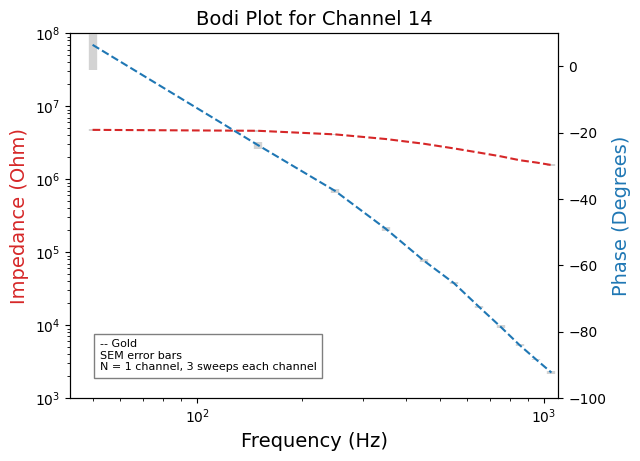 Bodi Plot for Channel 14
10^8
10^7
10^6
10^5
10^4
10^3
Impedance (Ohm)
0
−20
−40
−60
−80
−100
Phase (Degrees)
-- Gold
SEM error bars
N = 1 channel, 3 sweeps each channel
10^2
10^3
Frequency (Hz)